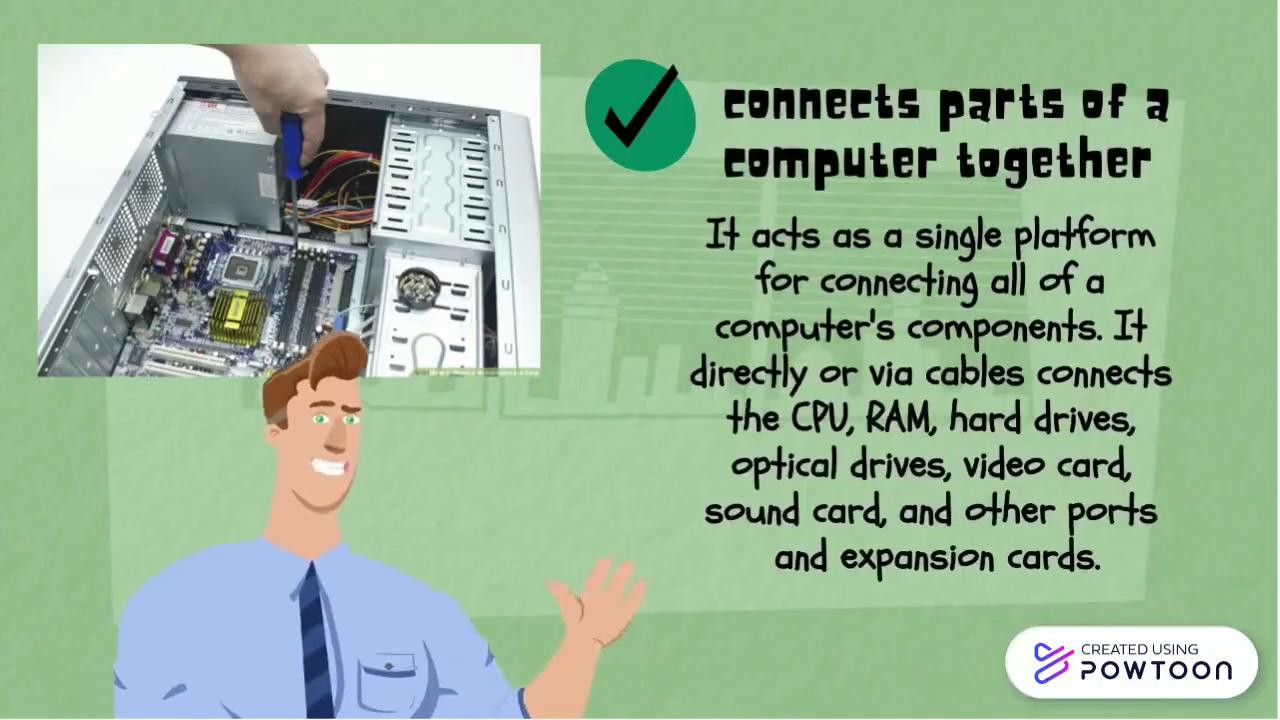 connects parts of a
computer together
It acts as a single platform
for connecting all of a
computer's components. It
directly or via cables connects
the CPU, RAM, hard drives,
optical drives, video card,
sound card, and other ports
and expansion cards.
CREATED USING
POWTOON